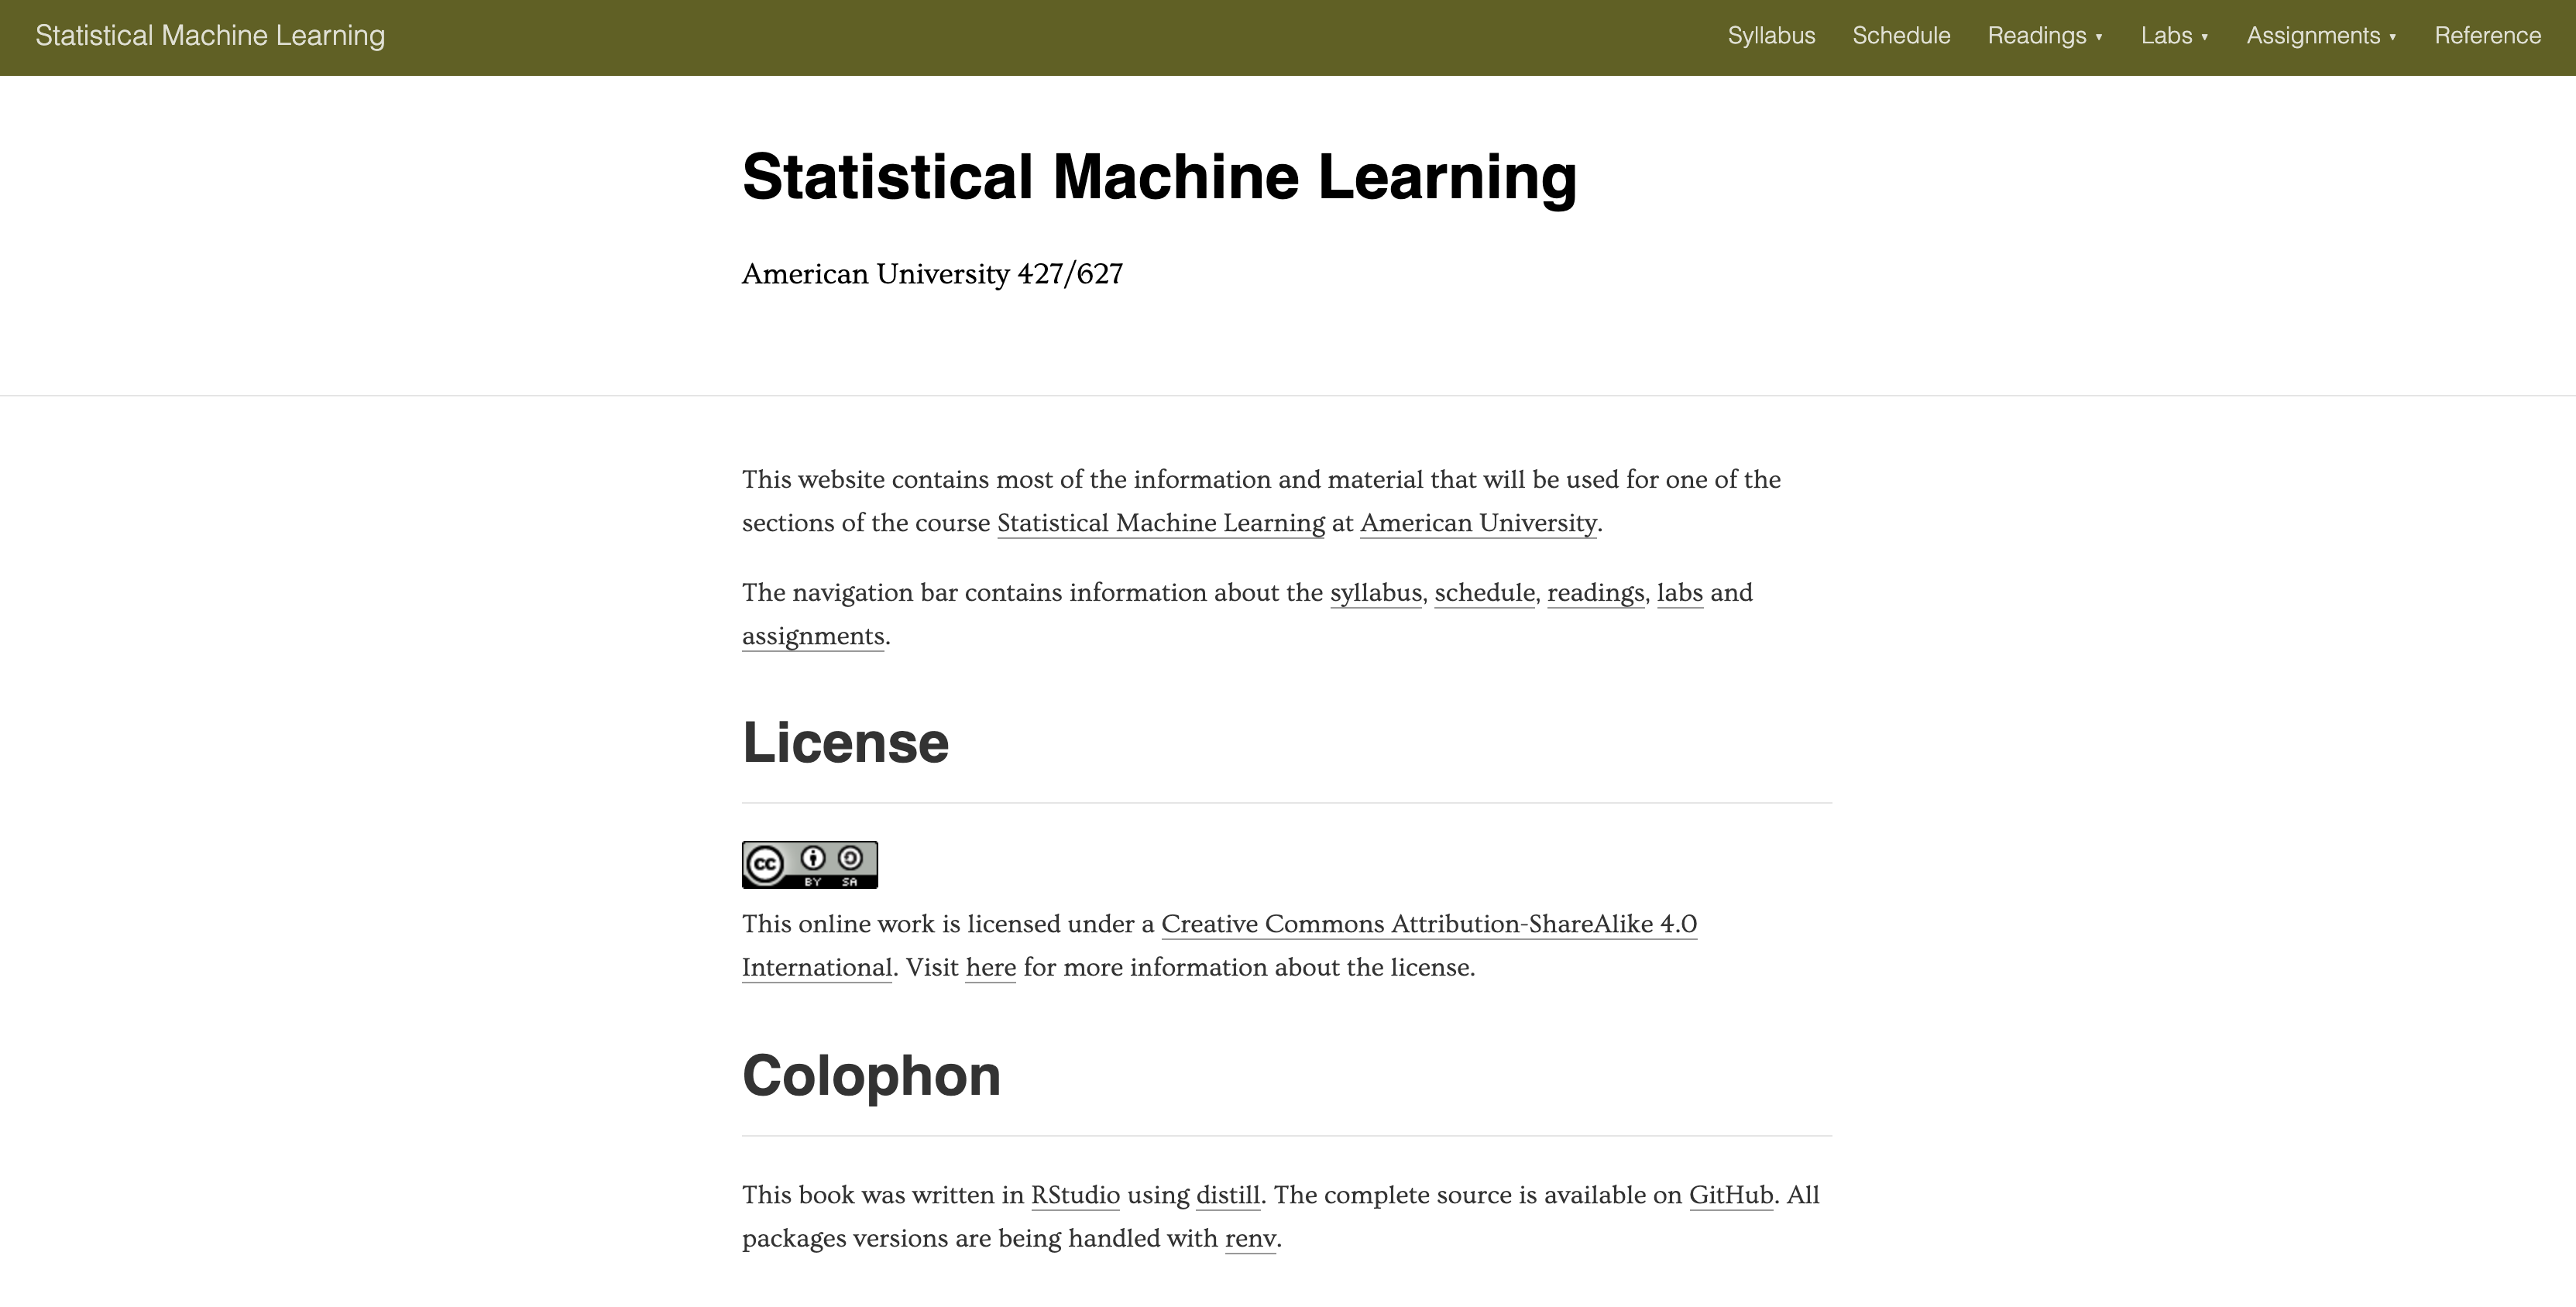 Statistical Machine Learning Syllabus Schedule Readings ▾ Labs ▾ Assignments ▾ Reference
Statistical Machine Learning
American University 427/627
This website contains most of the information and material that will be used for one of the
sections of the course Statistical Machine Learning at American University.
The navigation bar contains information about the syllabus, schedule, readings, labs and
assignments.
License
cc BY SA
This online work is licensed under a Creative Commons Attribution-ShareAlike 4.0
International. Visit here for more information about the license.
Colophon
This book was written in RStudio using distill. The complete source is available on GitHub. All
packages versions are being handled with renv.